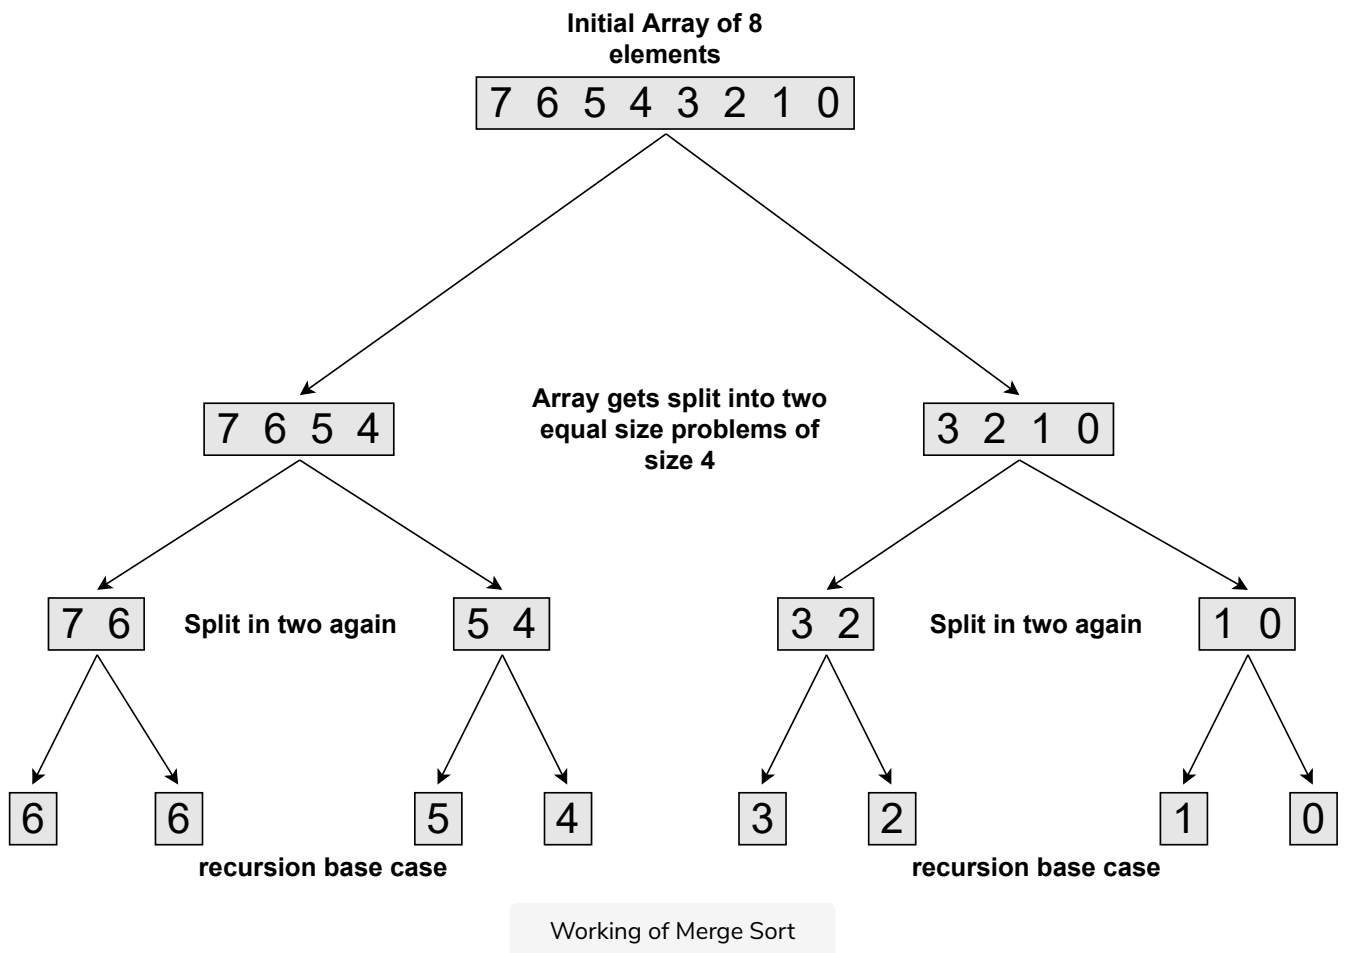 Initial Array of 8
elements
7 6 5 4 3 2 1 0
7 6 5 4
Array gets split into two
equal size problems of
size 4
3 2 1 0
7 6
Split in two again
5 4
3 2
Split in two again
1 0
6
6
5
4
3
2
1
0
recursion base case
recursion base case
Working of Merge Sort